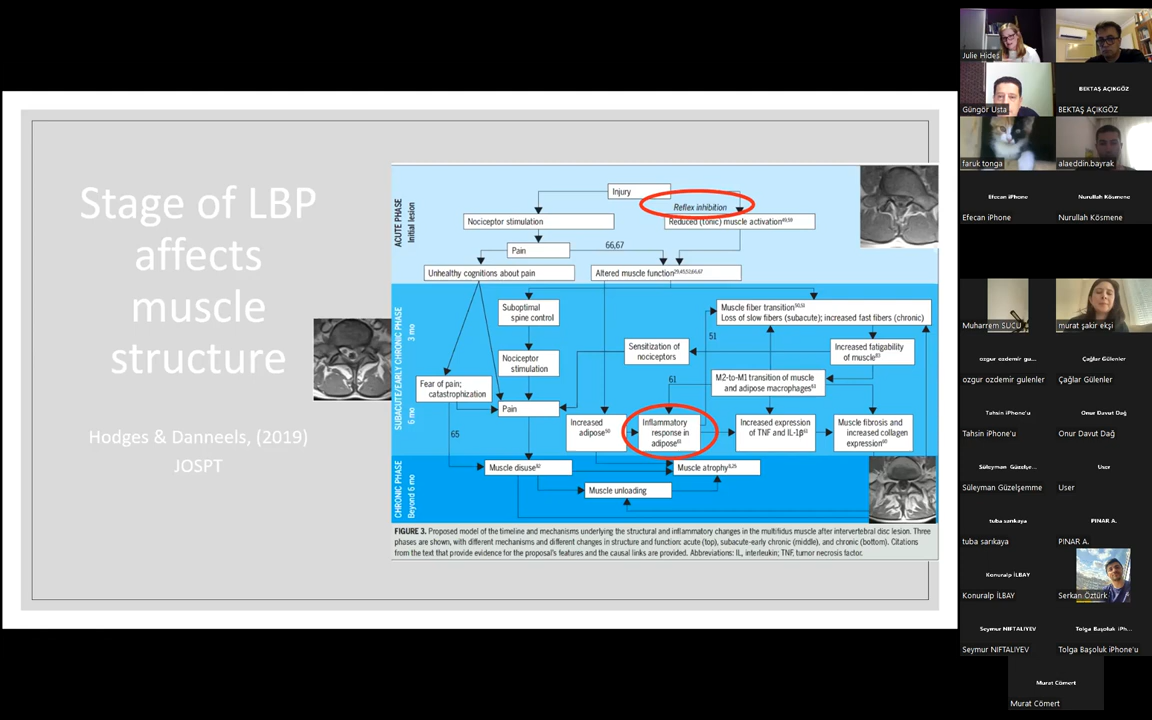 Stage of LBP
affects
muscle
structure
Hodges & Danneels, (2019)
JOSPT
ACUTE PHASE
Initial lesion
Injury
Reflex inhibition
Nociceptor stimulation
Reduced (tonic) muscle activation
Pain
66,67
Unhealthy cognitions about pain
Altered muscle function
SUBACUTE/EARLY CHRONIC PHASE
3 mo
6 mo
Suboptimal
spine control
Muscle fiber transition
Loss of slow fibers (subacute); increased fast fibers (chronic)
51
Sensitization of
nociceptors
Increased fatigability
of muscle
Nociceptor
stimulation
61
M2-to-M1 transition of muscle
and adipose macrophages
Fear of pain;
catastrophization
Pain
Increased
adipose
Inflammatory
response in
adipose
Increased expression
of TNF and IL-1β
Muscle fibrosis and
increased collagen
expression
65
CHRONIC PHASE
Beyond 6 mo
Muscle disuse
Muscle atrophy
Muscle unloading
FIGURE 3. Proposed model of the timeline and mechanisms underlying the structural and inflammatory changes in the multifidus muscle after intervertebral disc lesion. Three
phases are shown, with different mechanisms and different changes in structure and function: acute (top), subacute-early chronic (middle), and chronic (bottom). Citations
from the text that provide evidence for the proposal's features and the causal links are provided. Abbreviations: IL, interleukin; TNF, tumor necrosis factor.
Julie Hides
Güngör Usta
BEKTAŞ AÇIKGÖZ
BEKTAŞ AÇIKGÖZ
faruk tonga
alaeddin.bayrak
Efecan iPhone
Nurullah Kösmene
Efecan iPhone
Nurullah Kösmene
Muharrem SUCU
murat şakir ekşi
ozgur ozdemir gu...
Çağlar Gülenler
ozgur ozdemir gulenler
Çağlar Gülenler
Tahsin iPhone'u
Onur Davut Dağ
Tahsin iPhone'u
Onur Davut Dağ
Süleyman Güzelşe...
User
Süleyman Güzelşemme
User
tuba sarıkaya
PINAR A.
tuba sarıkaya
PINAR A.
Konuralp İLBAY
Konuralp İLBAY
Serkan Öztürk
Seymur NIFTALIYEV
Tolga Başoluk iPh...
Seymur NIFTALIYEV
Tolga Başoluk iPhone'u
Murat Cömert
Murat Cömert